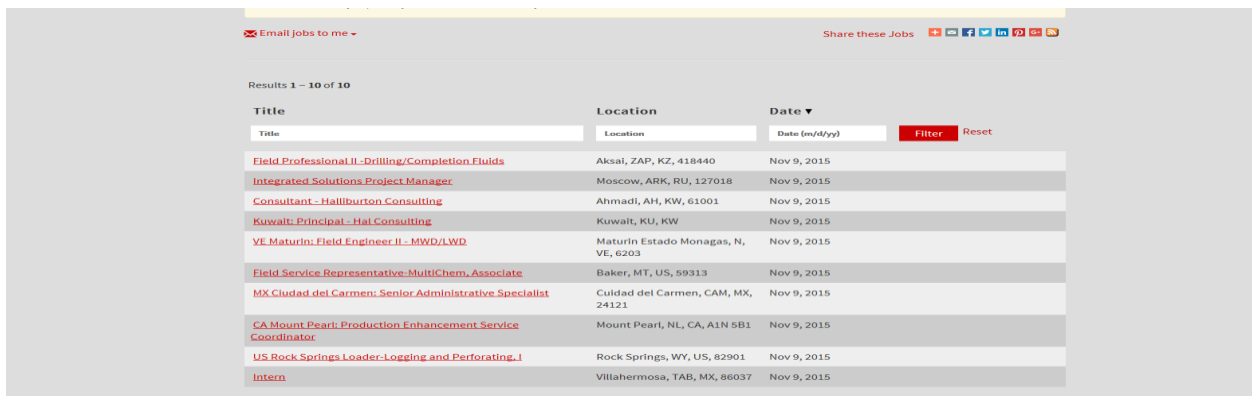 Email jobs to me
Share these Jobs
Results 1 – 10 of 10
Title Location Date ▼
Title Location Date (m/d/yy) Filter Reset
Field Professional II -Drilling/Completion Fluids Aksai, ZAP, KZ, 418440 Nov 9, 2015
Integrated Solutions Project Manager Moscow, ARK, RU, 127018 Nov 9, 2015
Consultant - Halliburton Consulting Ahmadi, AH, KW, 61001 Nov 9, 2015
Kuwait: Principal - Hal Consulting Kuwait, KU, KW Nov 9, 2015
VE Maturin: Field Engineer II - MWD/LWD Maturin Estado Monagas, N, Nov 9, 2015
VE, 6203
Field Service Representative-MultiChem, Associate Baker, MT, US, 59313 Nov 9, 2015
MX Ciudad del Carmen: Senior Administrative Specialist Cuidad del Carmen, CAM, MX, Nov 9, 2015
24121
CA Mount Pearl: Production Enhancement Service Mount Pearl, NL, CA, A1N 5B1 Nov 9, 2015
Coordinator
US Rock Springs Loader-Logging and Perforating, I Rock Springs, WY, US, 82901 Nov 9, 2015
Intern Villahermosa, TAB, MX, 86037 Nov 9, 2015